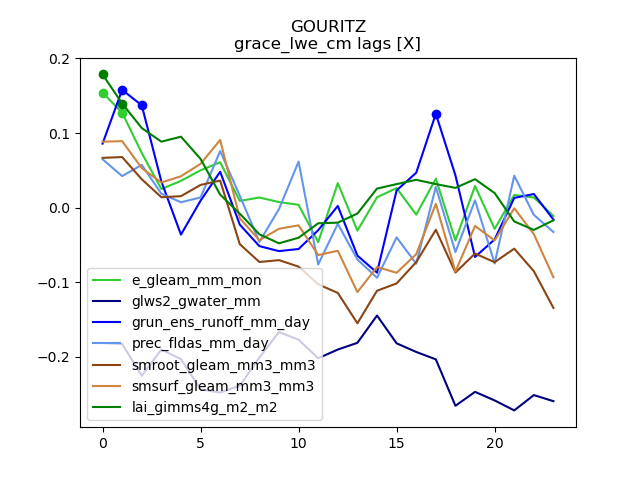 GOURITZ
grace_lwe_cm lags [X]
0.2
0.1
0.0
−0.1
−0.2
e_gleam_mm_mon
glws2_gwater_mm
grun_ens_runoff_mm_day
prec_fldas_mm_day
smroot_gleam_mm3_mm3
smsurf_gleam_mm3_mm3
lai_gimms4g_m2_m2
0 5 10 15 20